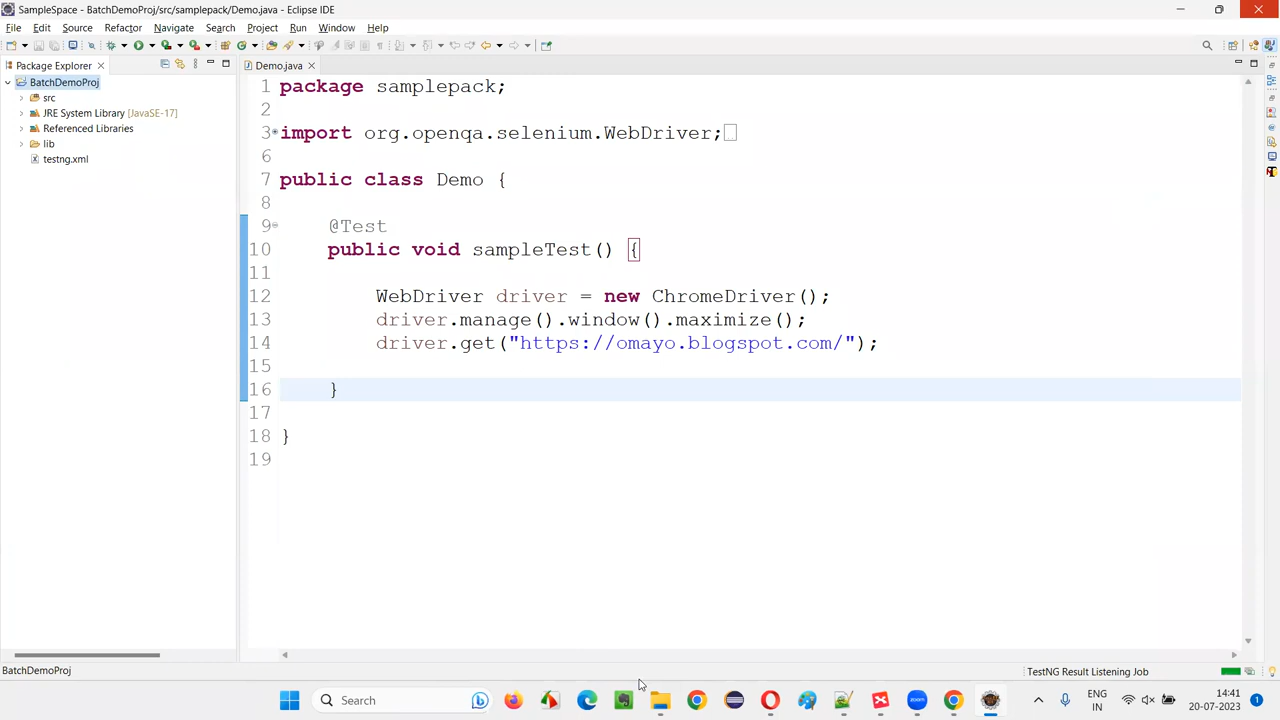 SampleSpace - BatchDemoProj/src/samplepack/Demo.java - Eclipse IDE
File Edit Source Refactor Navigate Search Project Run Window Help
Package Explorer
Demo.java
BatchDemoProj
src
JRE System Library [JavaSE-17]
Referenced Libraries
lib
testng.xml
1 package samplepack;
2
3 import org.openqa.selenium.WebDriver;
6
7 public class Demo {
8
9 @Test
10 public void sampleTest() {
11
12 WebDriver driver = new ChromeDriver();
13 driver.manage().window().maximize();
14 driver.get("https://omayo.blogspot.com/");
15
16 }
17
18 }
19
BatchDemoProj
TestNG Result Listening Job
Search
ENG
IN
14:41
20-07-2023
1